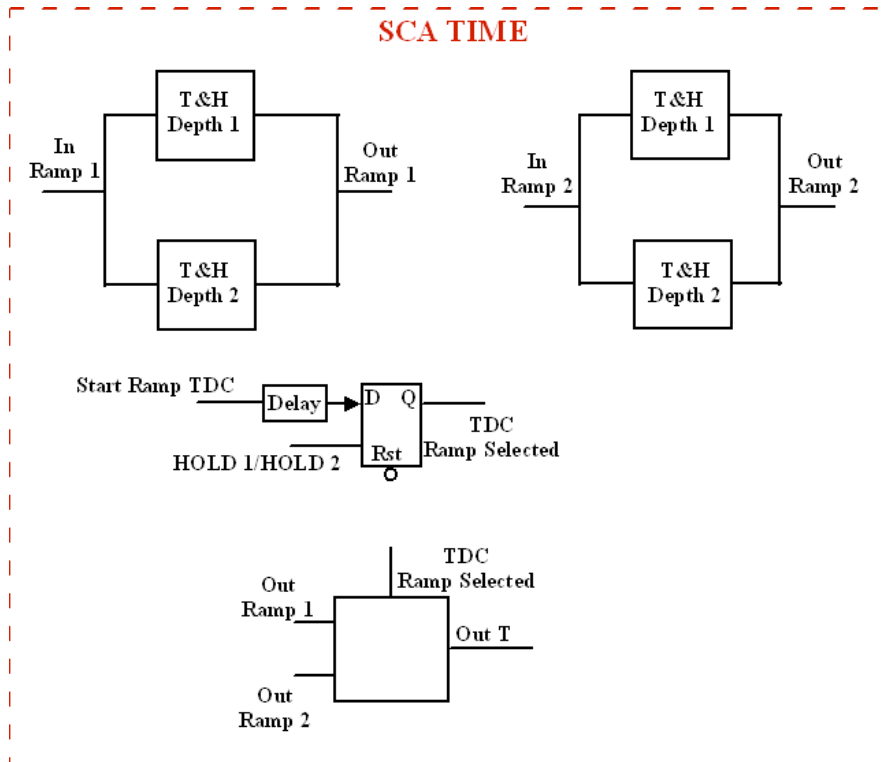 SCA TIME
T&H
Depth 1
In
Ramp 1
Out
Ramp 1
T&H
Depth 2
T&H
Depth 1
In
Ramp 2
Out
Ramp 2
T&H
Depth 2
Start Ramp TDC
Delay
D Q
Rst
HOLD 1/HOLD 2
TDC
Ramp Selected
TDC
Ramp Selected
Out
Ramp 1
Out T
Out
Ramp 2